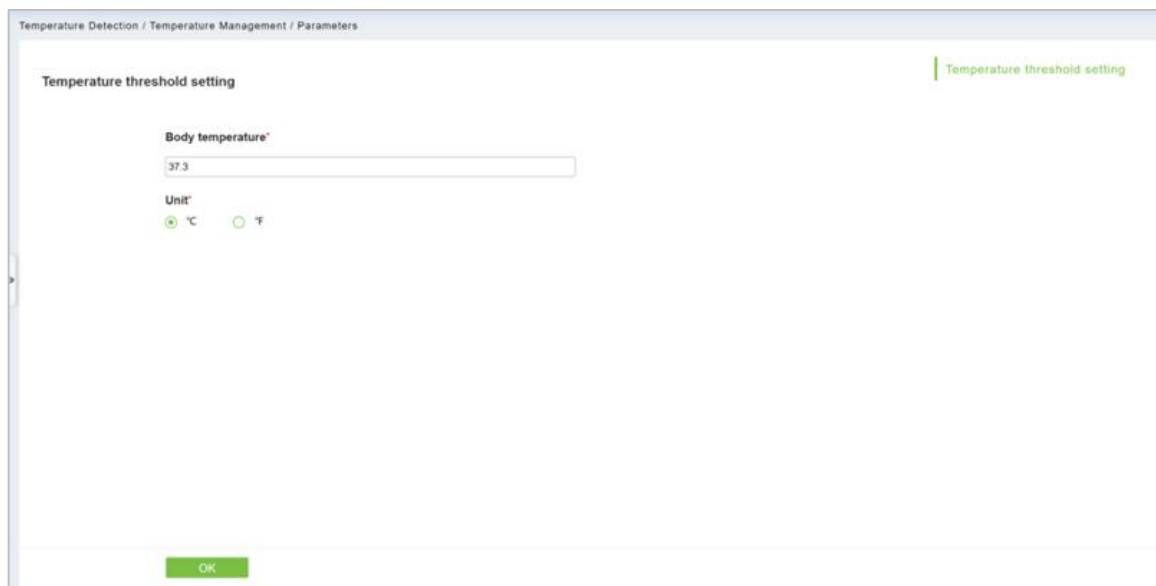 Temperature Detection / Temperature Management / Parameters
Temperature threshold setting
Temperature threshold setting
Body temperature*
37.3
Unit*
℃ ℉
OK